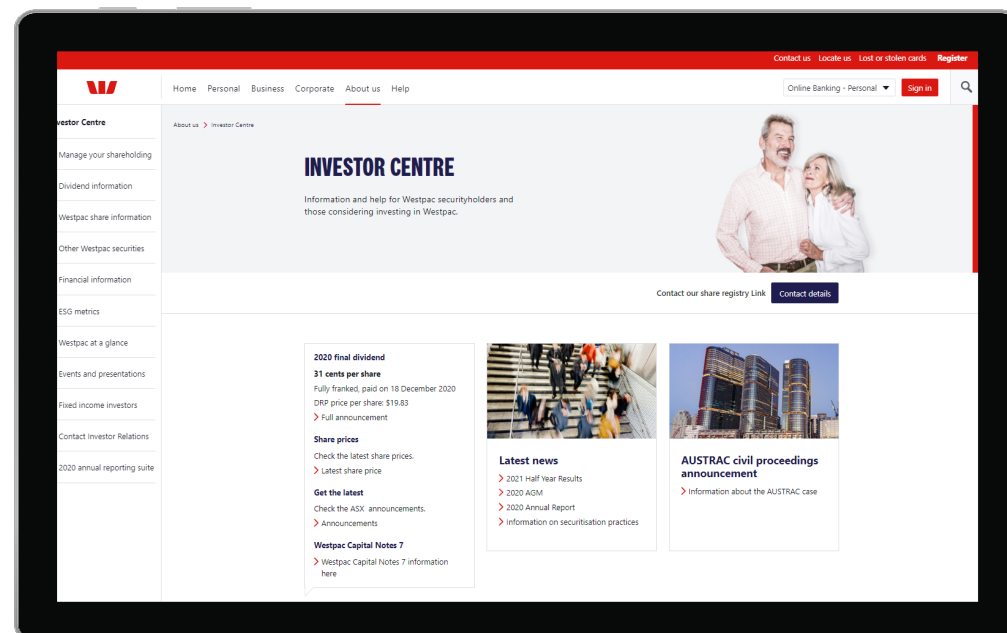 Contact us Locate us Lost or stolen cards Register
Home Personal Business Corporate About us Help
Online Banking - Personal
Sign in
vestor Centre
Manage your shareholding
Dividend information
Westpac share information
Other Westpac securities
Financial information
ESG metrics
Westpac at a glance
Events and presentations
Fixed income investors
Contact Investor Relations
2020 annual reporting suite
About us > Investor Centre
INVESTOR CENTRE
Information and help for Westpac securityholders and
those considering investing in Westpac.
Contact our share registry Link
Contact details
2020 final dividend
31 cents per share
Fully franked, paid on 18 December 2020
DRP price per share: $19.83
> Full announcement
Share prices
Check the latest share prices.
> Latest share price
Get the latest
Check the ASX announcements.
> Announcements
Westpac Capital Notes 7
> Westpac Capital Notes 7 information
here
Latest news
> 2021 Half Year Results
> 2020 AGM
> 2020 Annual Report
> Information on securitisation practices
AUSTRAC civil proceedings
announcement
> Information about the AUSTRAC case